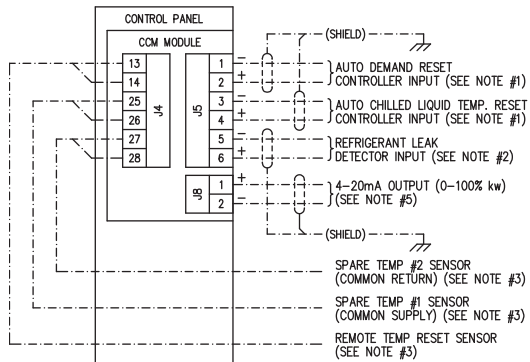 CONTROL PANEL
CCM MODULE
(SHIELD)
13
14
25
26
27
28
J4
J5
1 −
2 +
3 −
4 +
5 −
6 +
J8
1 +
2 −
AUTO DEMAND RESET
CONTROLLER INPUT (SEE NOTE #1)
AUTO CHILLED LIQUID TEMP. RESET
CONTROLLER INPUT (SEE NOTE #1)
REFRIGERANT LEAK
DETECTOR INPUT (SEE NOTE #2)
4-20mA OUTPUT (0-100% kw)
(SEE NOTE #5)
(SHIELD)
SPARE TEMP #2 SENSOR
(COMMON RETURN) (SEE NOTE #3)
SPARE TEMP #1 SENSOR
(COMMON SUPPLY) (SEE NOTE #3)
REMOTE TEMP RESET SENSOR
(SEE NOTE #3)